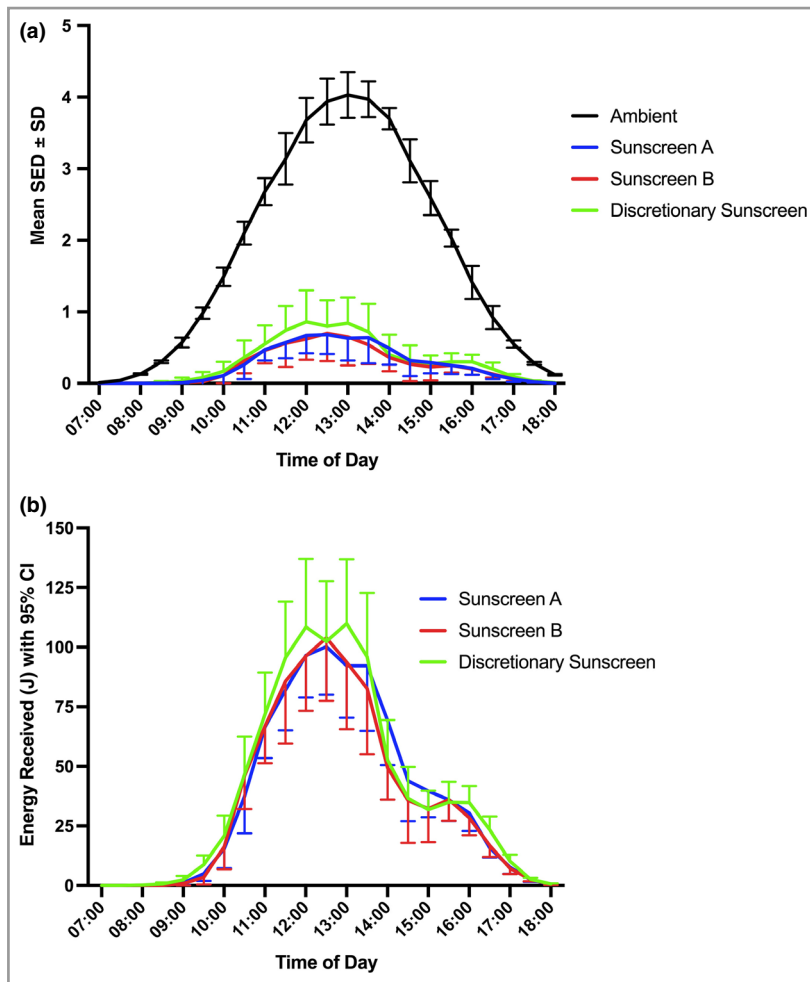 (a)
5
4
3
2
1
0
Mean SED ± SD
Ambient
Sunscreen A
Sunscreen B
Discretionary Sunscreen
07:00 08:00 09:00 10:00 11:00 12:00 13:00 14:00 15:00 16:00 17:00 18:00
Time of Day
(b)
150
125
100
75
50
25
0
Energy Received (J) with 95% CI
Sunscreen A
Sunscreen B
Discretionary Sunscreen
07:00 08:00 09:00 10:00 11:00 12:00 13:00 14:00 15:00 16:00 17:00 18:00
Time of Day